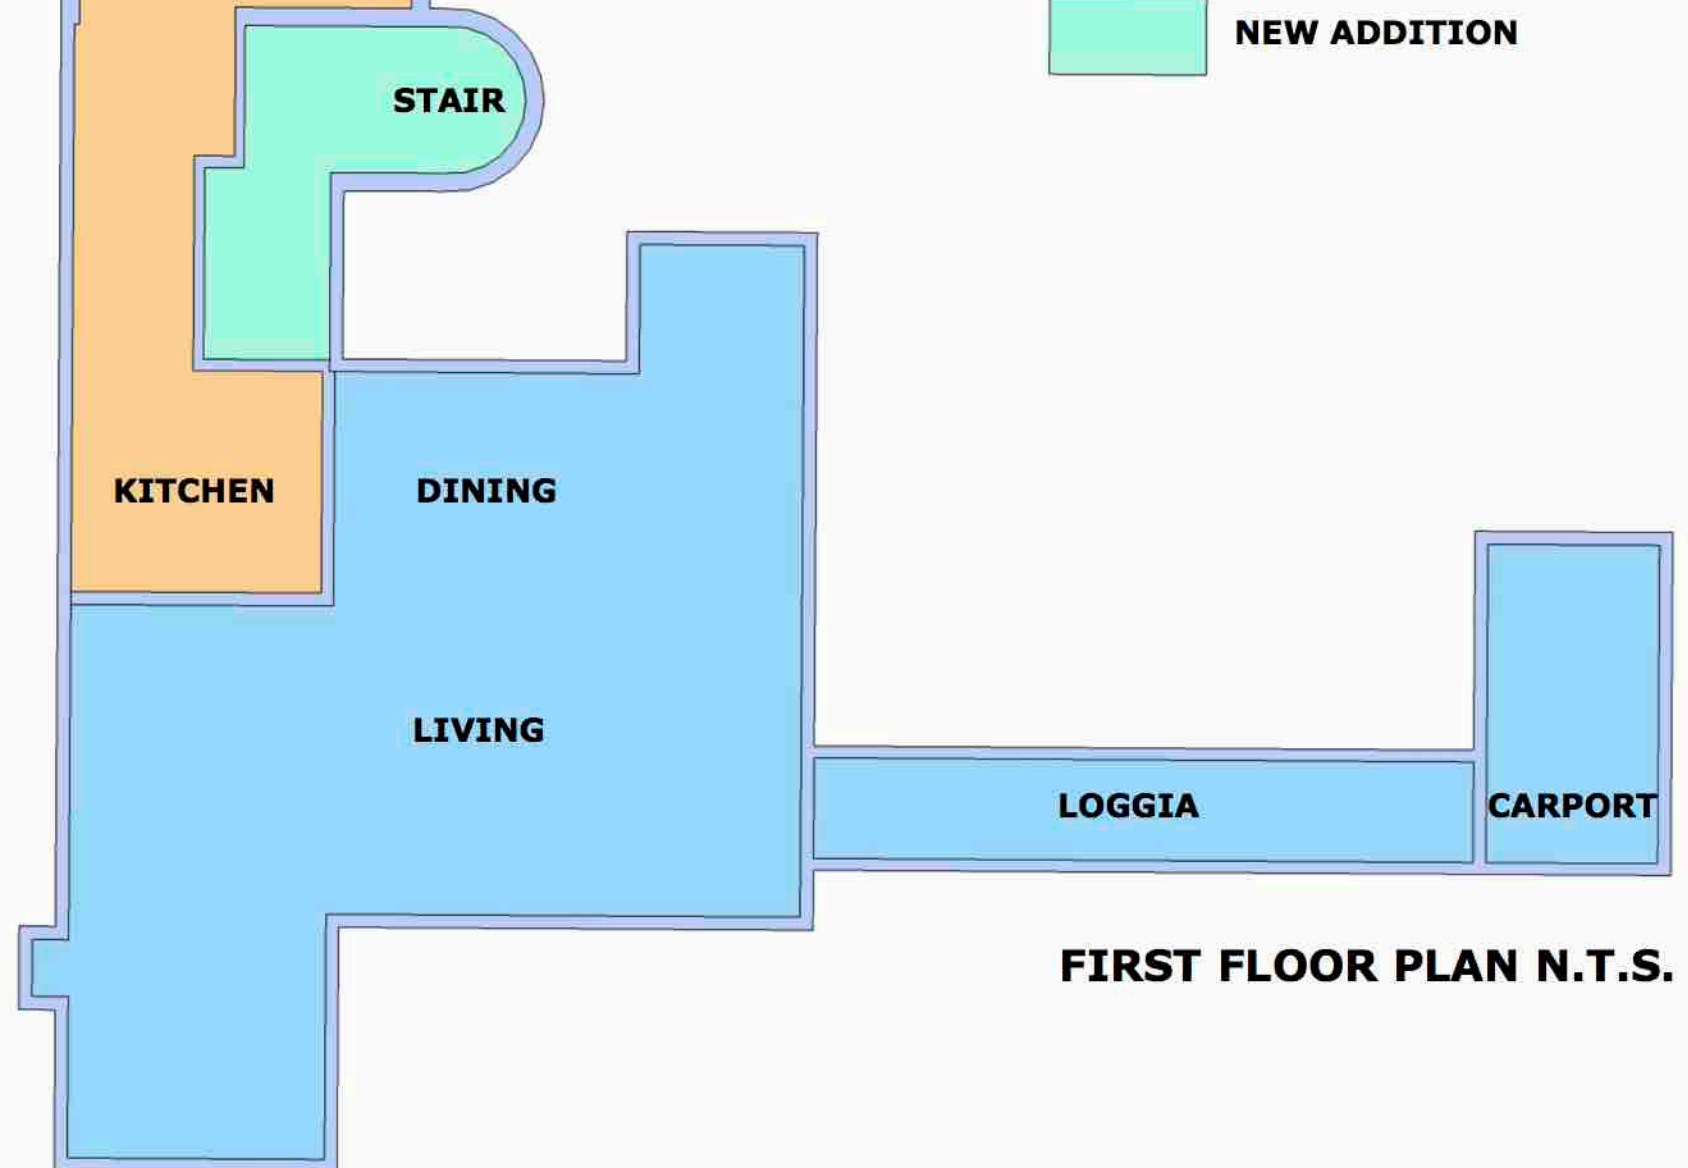 NEW ADDITION
STAIR
KITCHEN
DINING
LIVING
LOGGIA
CARPORT
FIRST FLOOR PLAN N.T.S.